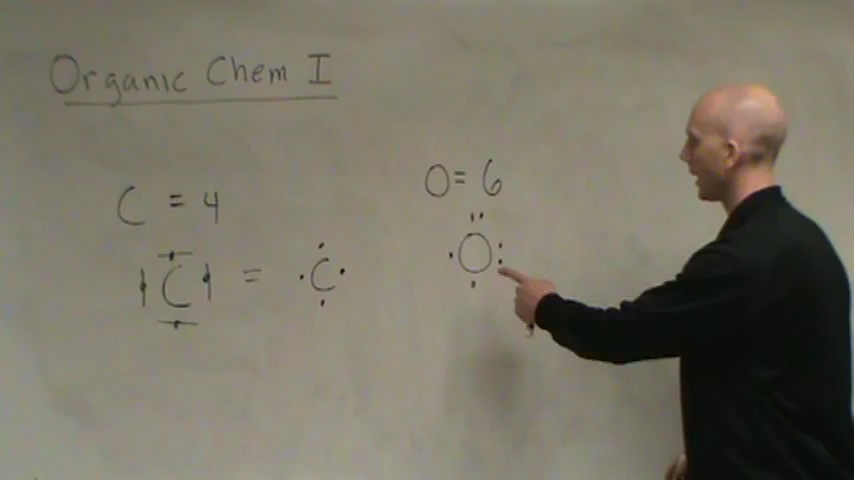 Organic Chem I
C = 4
O = 6
C = C
O